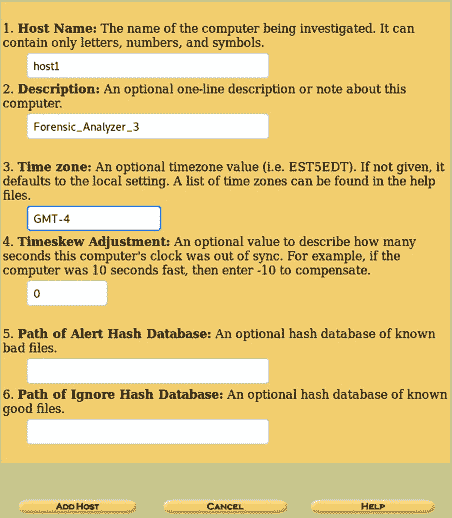 1. Host Name: The name of the computer being investigated. It can
contain only letters, numbers, and symbols.
host1
2. Description: An optional one-line description or note about this
computer.
Forensic_Analyzer_3
3. Time zone: An optional timezone value (i.e. EST5EDT). If not given, it
defaults to the local setting. A list of time zones can be found in the help
files.
GMT-4
4. Timeskew Adjustment: An optional value to describe how many
seconds this computer's clock was out of sync. For example, if the
computer was 10 seconds fast, then enter -10 to compensate.
0
5. Path of Alert Hash Database: An optional hash database of known
bad files.
6. Path of Ignore Hash Database: An optional hash database of known
good files.
ADD HOST CANCEL HELP